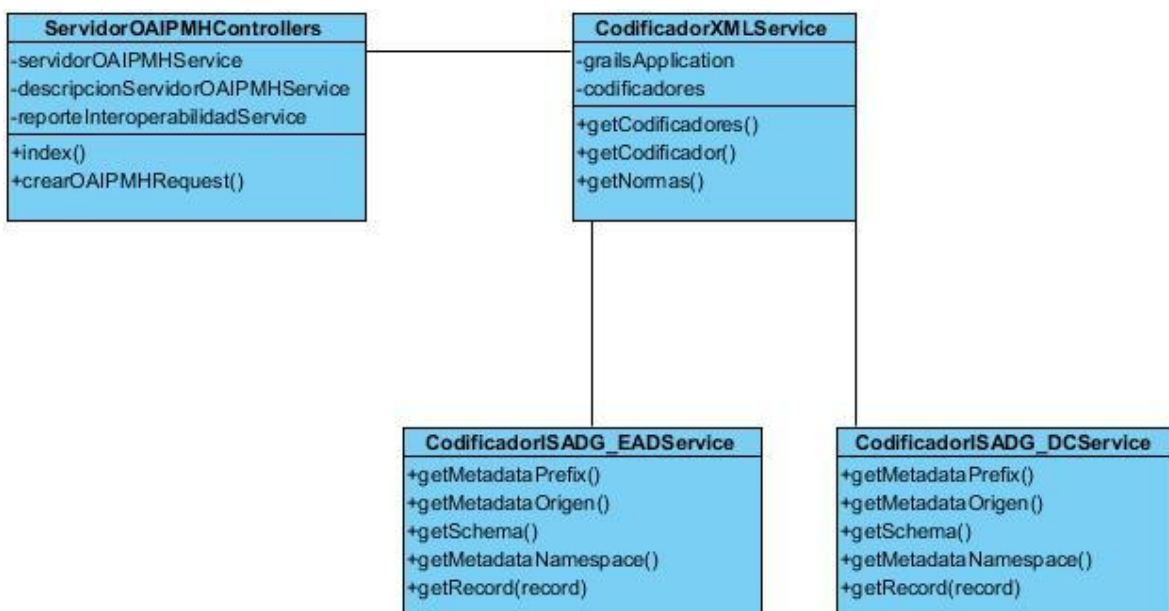 ServidorOAIPMHControllers
-servidorOAIPMHService
-descripcionServidorOAIPMHService
-reporteInteroperabilidadService
+index()
+crearOAIPMHRequest()
CodificadorXMLService
-grailsApplication
-codificadores
+getCodificadores()
+getCodificador()
+getNormas()
CodificadorISADG_EADService
+getMetadataPrefix()
+getMetadataOrigen()
+getSchema()
+getMetadataNamespace()
+getRecord(record)
CodificadorISADG_DCService
+getMetadataPrefix()
+getMetadataOrigen()
+getSchema()
+getMetadataNamespace()
+getRecord(record)